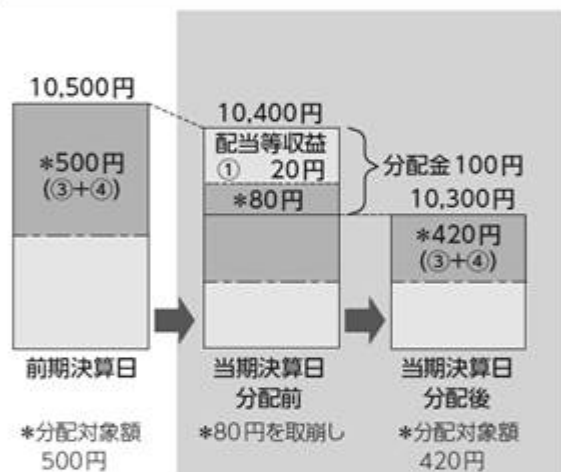 10,500円
*500円
(③+④)
前期決算日
*分配対象額
500円
10,400円
配当等収益
① 20円
*80円
分配金100円
当期決算日
分配前
*80円を取崩し
10,300円
*420円
(③+④)
当期決算日
分配後
*分配対象額
420円